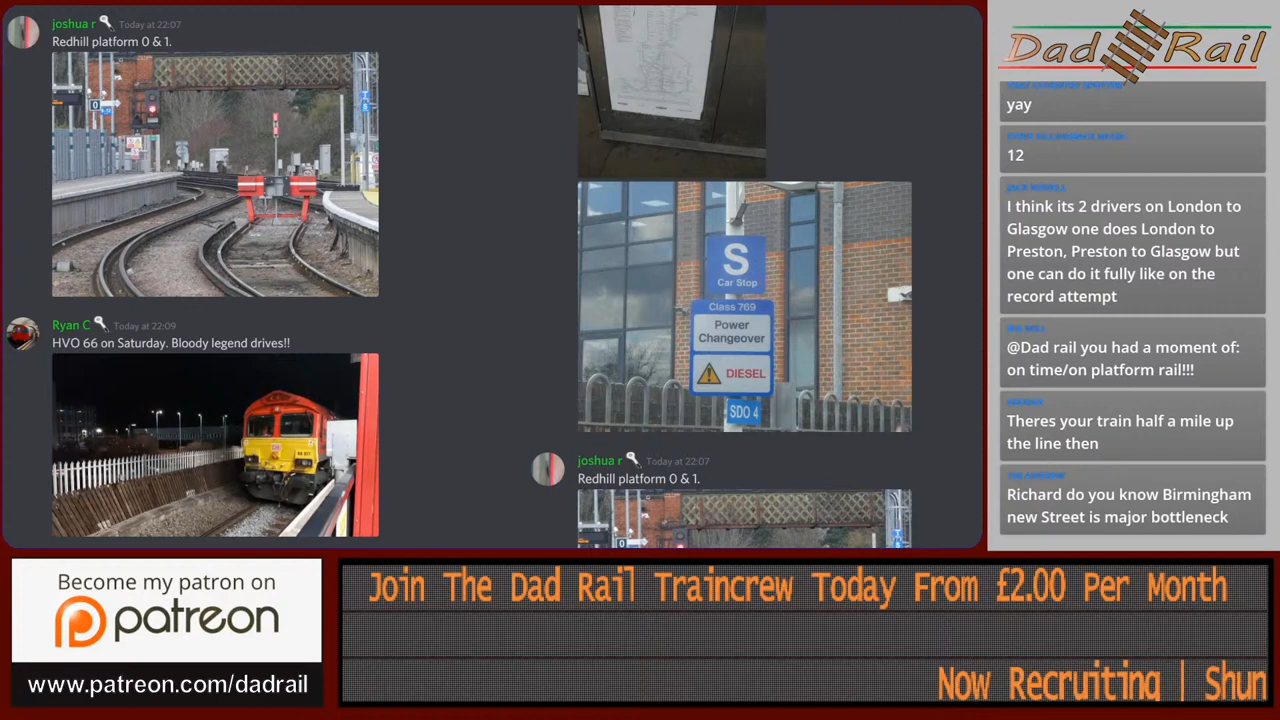 joshua r Today at 22:07
Redhill platform 0 & 1.
0
Ryan C Today at 22:09
HVO 66 on Saturday. Bloody legend drives!!
S
Car Stop
Class 769
Power
Changeover
DIESEL
SDO 4
joshua r Today at 22:07
Redhill platform 0 & 1.
0
Dad Rail
yay
12
I think its 2 drivers on London to
Glasgow one does London to
Preston, Preston to Glasgow but
one can do it fully like on the
record attempt
@Dad rail you had a moment of:
on time/on platform rail!!!
Theres your train half a mile up
the line then
Richard do you know Birmingham
new Street is major bottleneck
Become my patron on
patreon
www.patreon.com/dadrail
Join The Dad Rail Traincrew Today From £2.00 Per Month
Now Recruiting | Shun